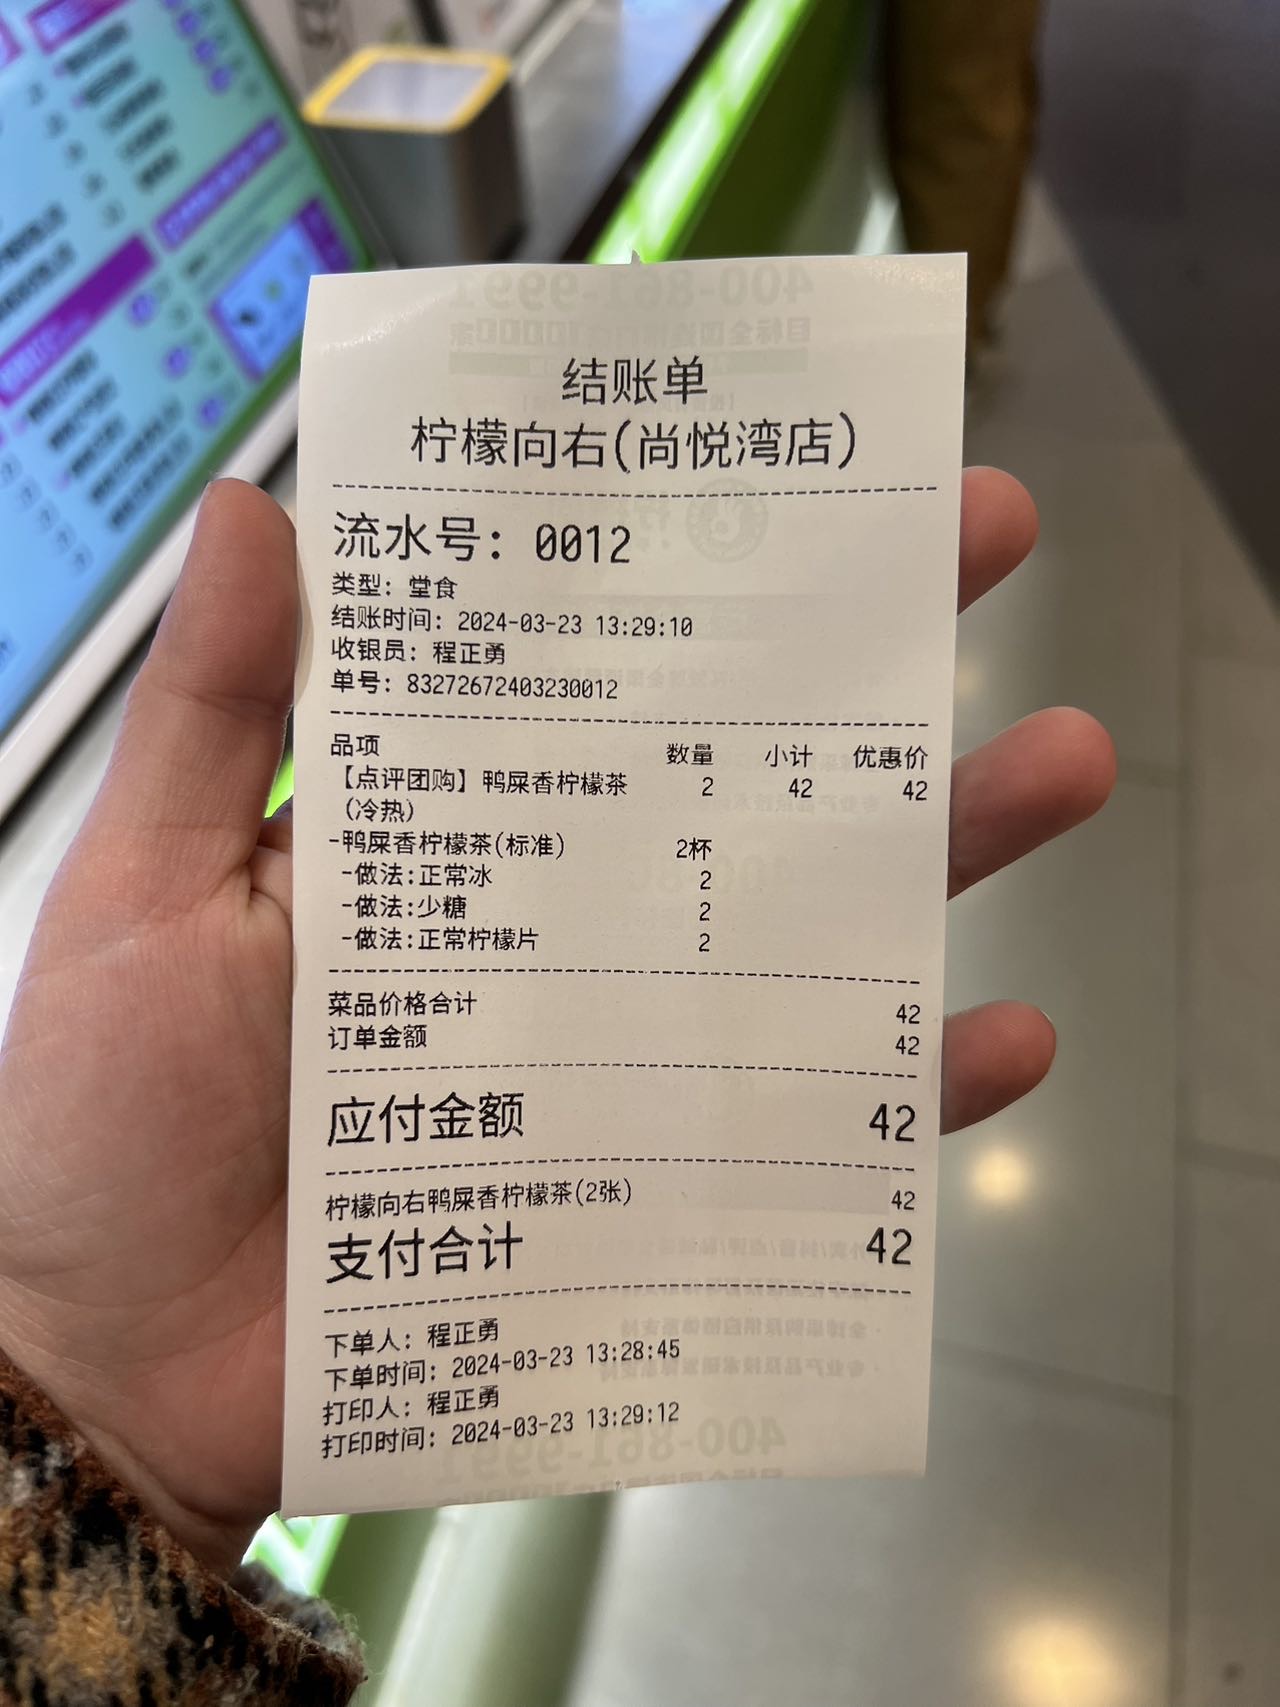 结账单
柠檬向右(尚悦湾店)
流水号: 0012
类型: 堂食
结账时间: 2024-03-23 13:29:10
收银员: 程正勇
单号: 83272672403230012
品项 数量 小计 优惠价
【点评团购】鸭屎香柠檬茶 2 42 42
(冷热)
-鸭屎香柠檬茶(标准) 2杯
-做法:正常冰 2
-做法:少糖 2
-做法:正常柠檬片 2
菜品价格合计 42
订单金额 42
应付金额 42
柠檬向右鸭屎香柠檬茶(2张) 42
支付合计 42
下单人: 程正勇
下单时间: 2024-03-23 13:28:45
打印人: 程正勇
打印时间: 2024-03-23 13:29:12